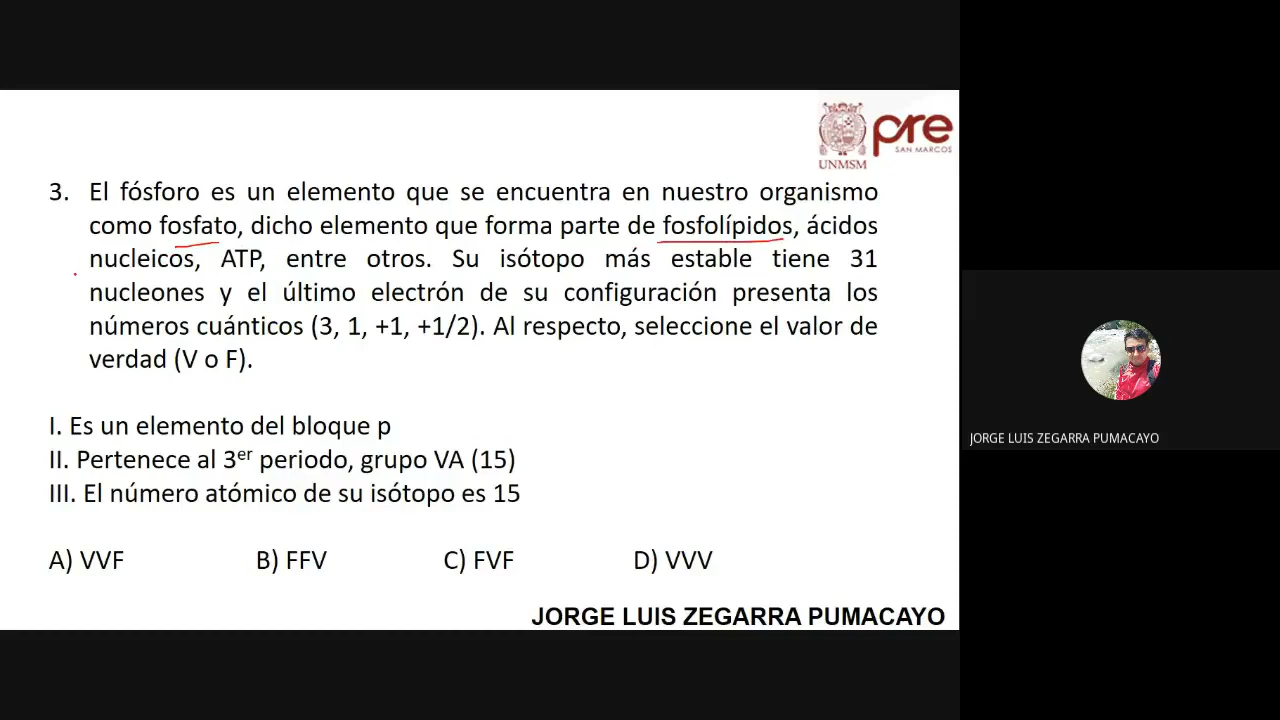 pre
SAN MARCOS
UNMSM
3. El fósforo es un elemento que se encuentra en nuestro organismo
como fosfato, dicho elemento que forma parte de fosfolípidos, ácidos
nucleicos, ATP, entre otros. Su isótopo más estable tiene 31
nucleones y el último electrón de su configuración presenta los
números cuánticos (3, 1, +1, +1/2). Al respecto, seleccione el valor de
verdad (V o F).
I. Es un elemento del bloque p
II. Pertenece al 3er periodo, grupo VA (15)
III. El número atómico de su isótopo es 15
A) VVF B) FFV C) FVF D) VVV
JORGE LUIS ZEGARRA PUMACAYO
JORGE LUIS ZEGARRA PUMACAYO